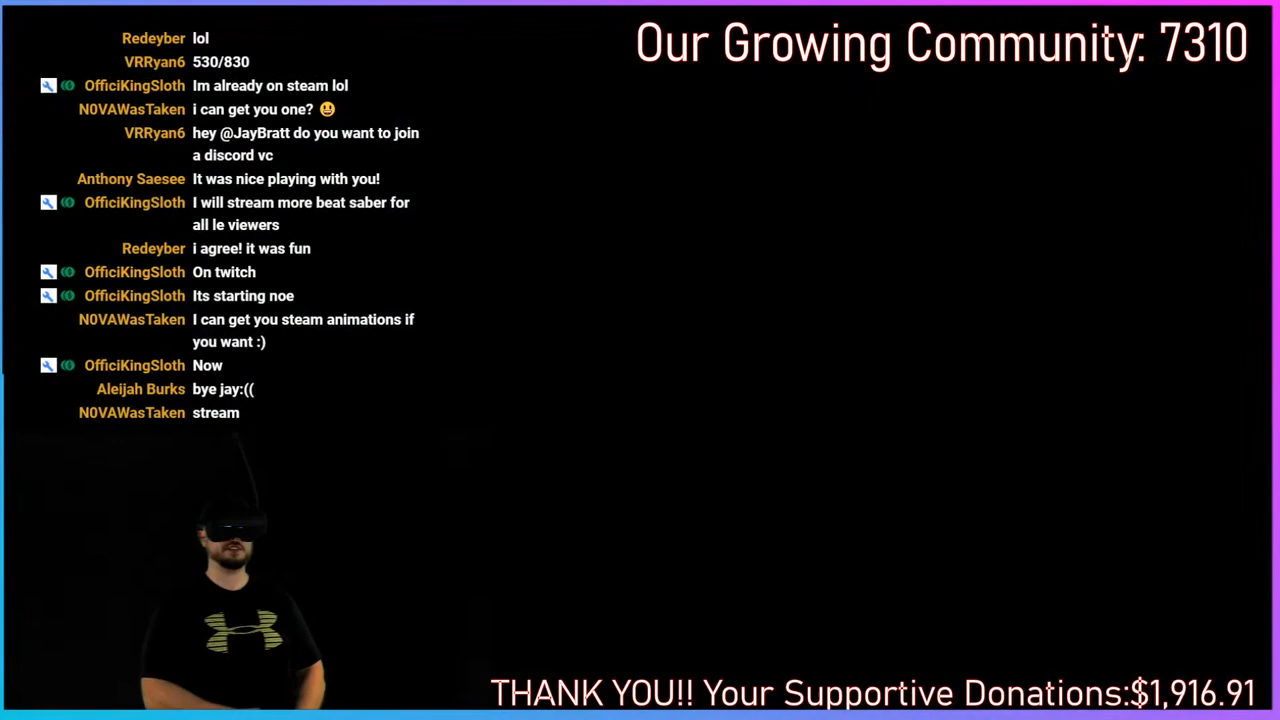 Our Growing Community: 7310
Redeyber lol
VRRyan6 530/830
OfficiKingSloth Im already on steam lol
N0VAWasTaken i can get you one? 😃
VRRyan6 hey @JayBratt do you want to join
a discord vc
Anthony Saesee It was nice playing with you!
OfficiKingSloth I will stream more beat saber for
all le viewers
Redeyber i agree! it was fun
OfficiKingSloth On twitch
OfficiKingSloth Its starting noe
N0VAWasTaken I can get you steam animations if
you want :)
OfficiKingSloth Now
Aleijah Burks bye jay:((
N0VAWasTaken stream
THANK YOU!! Your Supportive Donations:$1,916.91